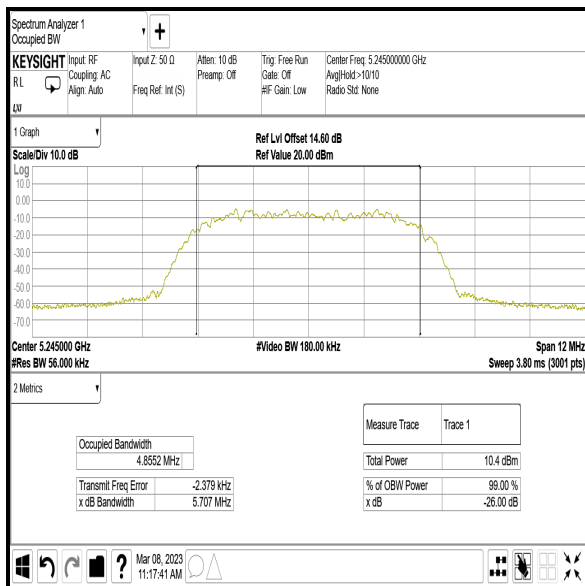 Spectrum Analyzer 1
Occupied BW
KEYSIGHT
R L
LXI
Input: RF
Coupling: AC
Align: Auto
Input Z: 50 Ω
Freq Ref: Int (S)
Atten: 10 dB
Preamp: Off
Trig: Free Run
Gate: Off
#IF Gain: Low
Center Freq: 5.245000000 GHz
Avg|Hold:>10/10
Radio Std: None
1 Graph
Scale/Div 10.0 dB
Ref Lvl Offset 14.60 dB
Ref Value 20.00 dBm
Log
10.0
0.00
-10.0
-20.0
-30.0
-40.0
-50.0
-60.0
-70.0
Center 5.245000 GHz
#Video BW 180.00 kHz
Span 12 MHz
#Res BW 56.000 kHz
Sweep 3.80 ms (3001 pts)
2 Metrics
Occupied Bandwidth
4.8552 MHz
Transmit Freq Error -2.379 kHz
x dB Bandwidth 5.707 MHz
Measure Trace Trace 1
Total Power 10.4 dBm
% of OBW Power 99.00 %
x dB -26.00 dB
?
Mar 08, 2023
11:17:41 AM